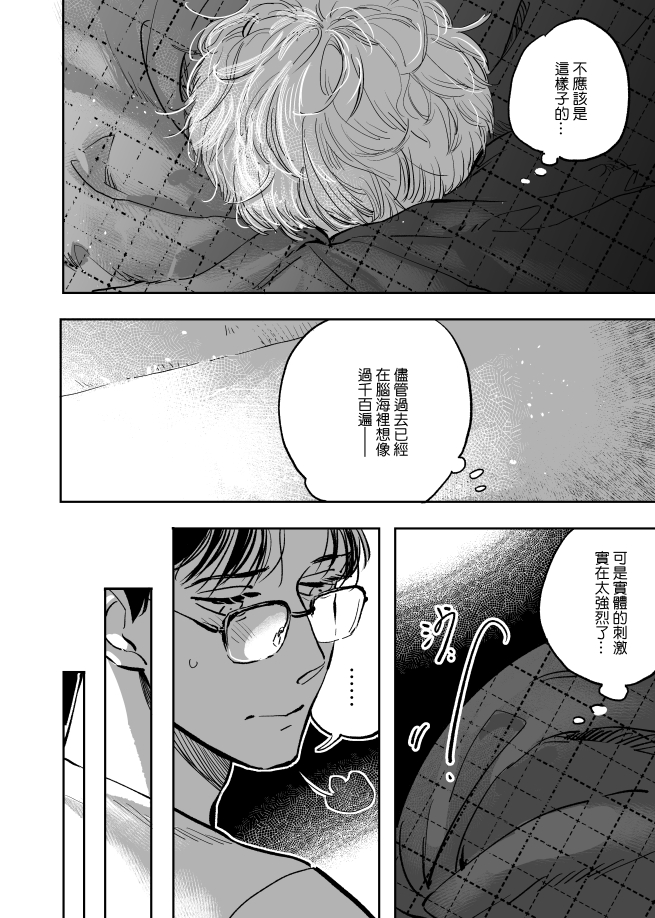 不應該是
這樣子的…
儘管過去已經
在腦海裡想像
過千百遍——
可是實體的刺激
實在太強烈了…
……